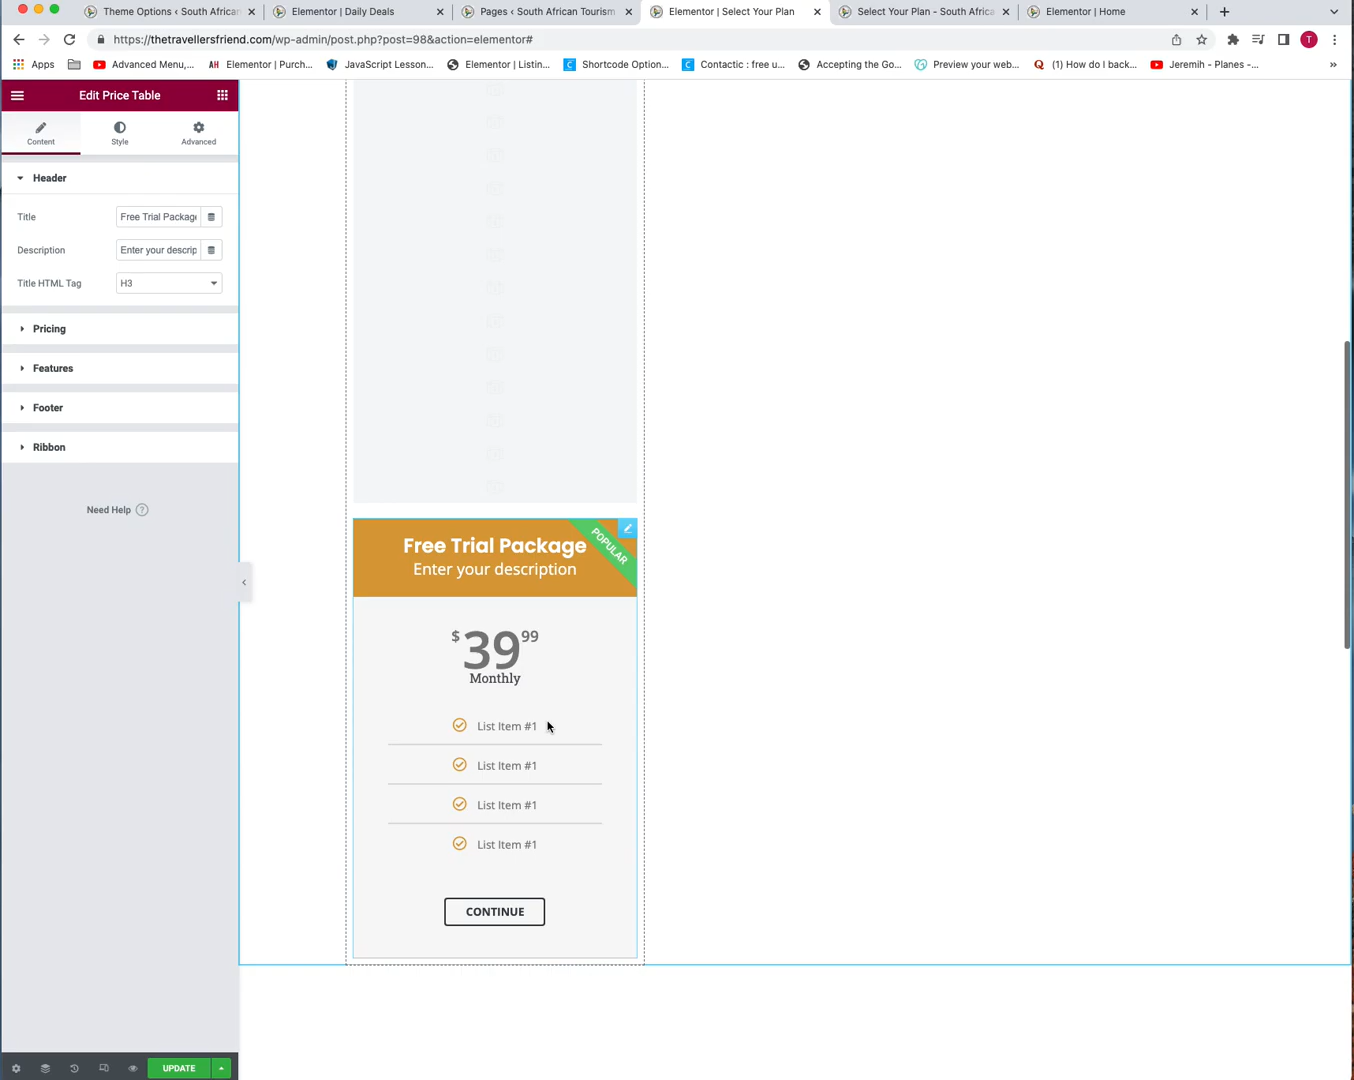 Theme Options ‹ South African
Elementor | Daily Deals
Pages ‹ South African Tourism
Elementor | Select Your Plan
Select Your Plan - South Africa
Elementor | Home
https://thetravellersfriend.com/wp-admin/post.php?post=98&action=elementor#
T
Apps
Advanced Menu,...
AH
Elementor | Purch...
JavaScript Lesson...
Elementor | Listin...
C
Shortcode Option...
C
Contactic : free u...
Accepting the Go...
Preview your web...
Q
(1) How do I back...
Jeremih - Planes -...
»
Edit Price Table
Content
Style
Advanced
Header
Title
Free Trial Package
Description
Enter your descrip
Title HTML Tag
H3
Pricing
Features
Footer
Ribbon
Need Help ?
Free Trial Package
POPULAR
Enter your description
$ 39 99
Monthly
List Item #1
List Item #1
List Item #1
List Item #1
CONTINUE
UPDATE